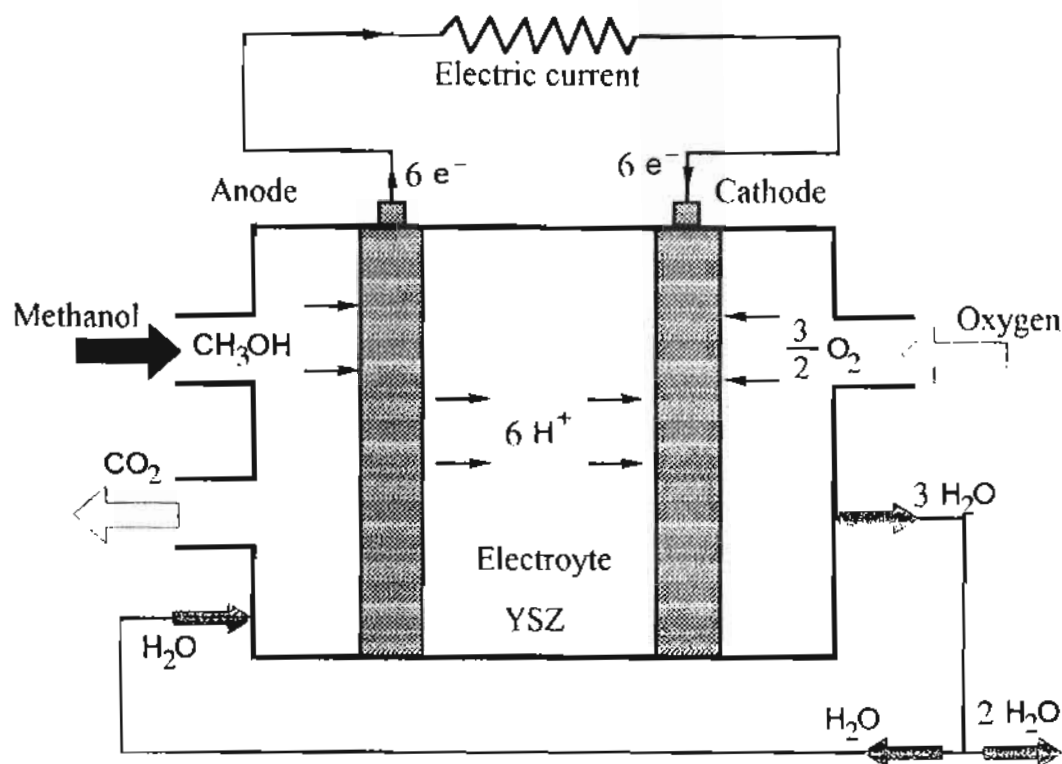 Electric current
6 e⁻
6 e⁻
Anode
Cathode
Methanol
CH₃OH
3/2 O₂
Oxygen
6 H⁺
CO₂
3 H₂O
Electroyte
YSZ
H₂O
H₂O
2 H₂O